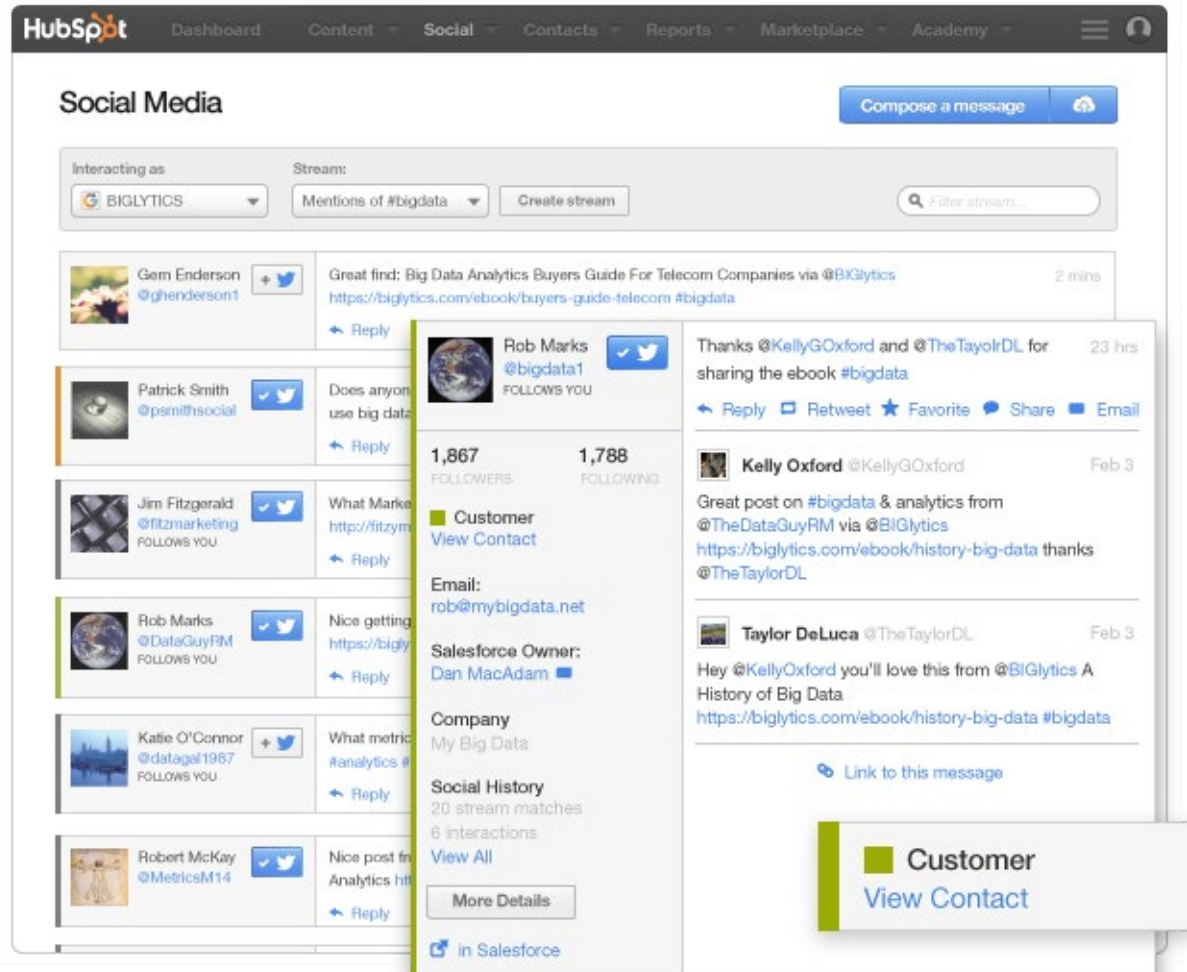 HubSpot Dashboard Content Social Contacts Reports Marketplace Academy
Social Media
Compose a message
Interacting as
Stream:
BIGLYTICS
Mentions of #bigdata
Create stream
Filter stream...
Gem Enderson
@ghenderson1
Great find: Big Data Analytics Buyers Guide For Telecom Companies via @BIGlytics
2 mins
https://biglytics.com/ebook/buyers-guide-telecom #bigdata
Reply
Patrick Smith
@psmithsocial
Does anyon
use big data
Reply
Jim Fitzgerald
@fitzmarketing
FOLLOWS YOU
What Marke
http://fitzym
Reply
Rob Marks
@DataGuyRM
FOLLOWS YOU
Nice getting
https://bigly
Reply
Katie O'Connor
@datagal1987
FOLLOWS YOU
What metric
#analytics #
Reply
Robert McKay
@MetricsM14
Nice post fr
Analytics htt
Reply
Rob Marks
@bigdata1
FOLLOWS YOU
1,867 1,788
FOLLOWERS FOLLOWING
Customer
View Contact
Email:
rob@mybigdata.net
Salesforce Owner:
Dan MacAdam
Company
My Big Data
Social History
20 stream matches
6 interactions
View All
More Details
in Salesforce
Thanks @KellyGOxford and @TheTayolrDL for
23 hrs
sharing the ebook #bigdata
Reply Retweet Favorite Share Email
Kelly Oxford @KellyGOxford Feb 3
Great post on #bigdata & analytics from
@TheDataGuyRM via @BIGlytics
https://biglytics.com/ebook/history-big-data thanks
@TheTaylorDL
Taylor DeLuca @TheTaylorDL Feb 3
Hey @KellyOxford you'll love this from @BIGlytics A
History of Big Data
https://biglytics.com/ebook/history-big-data #bigdata
Link to this message
Customer
View Contact